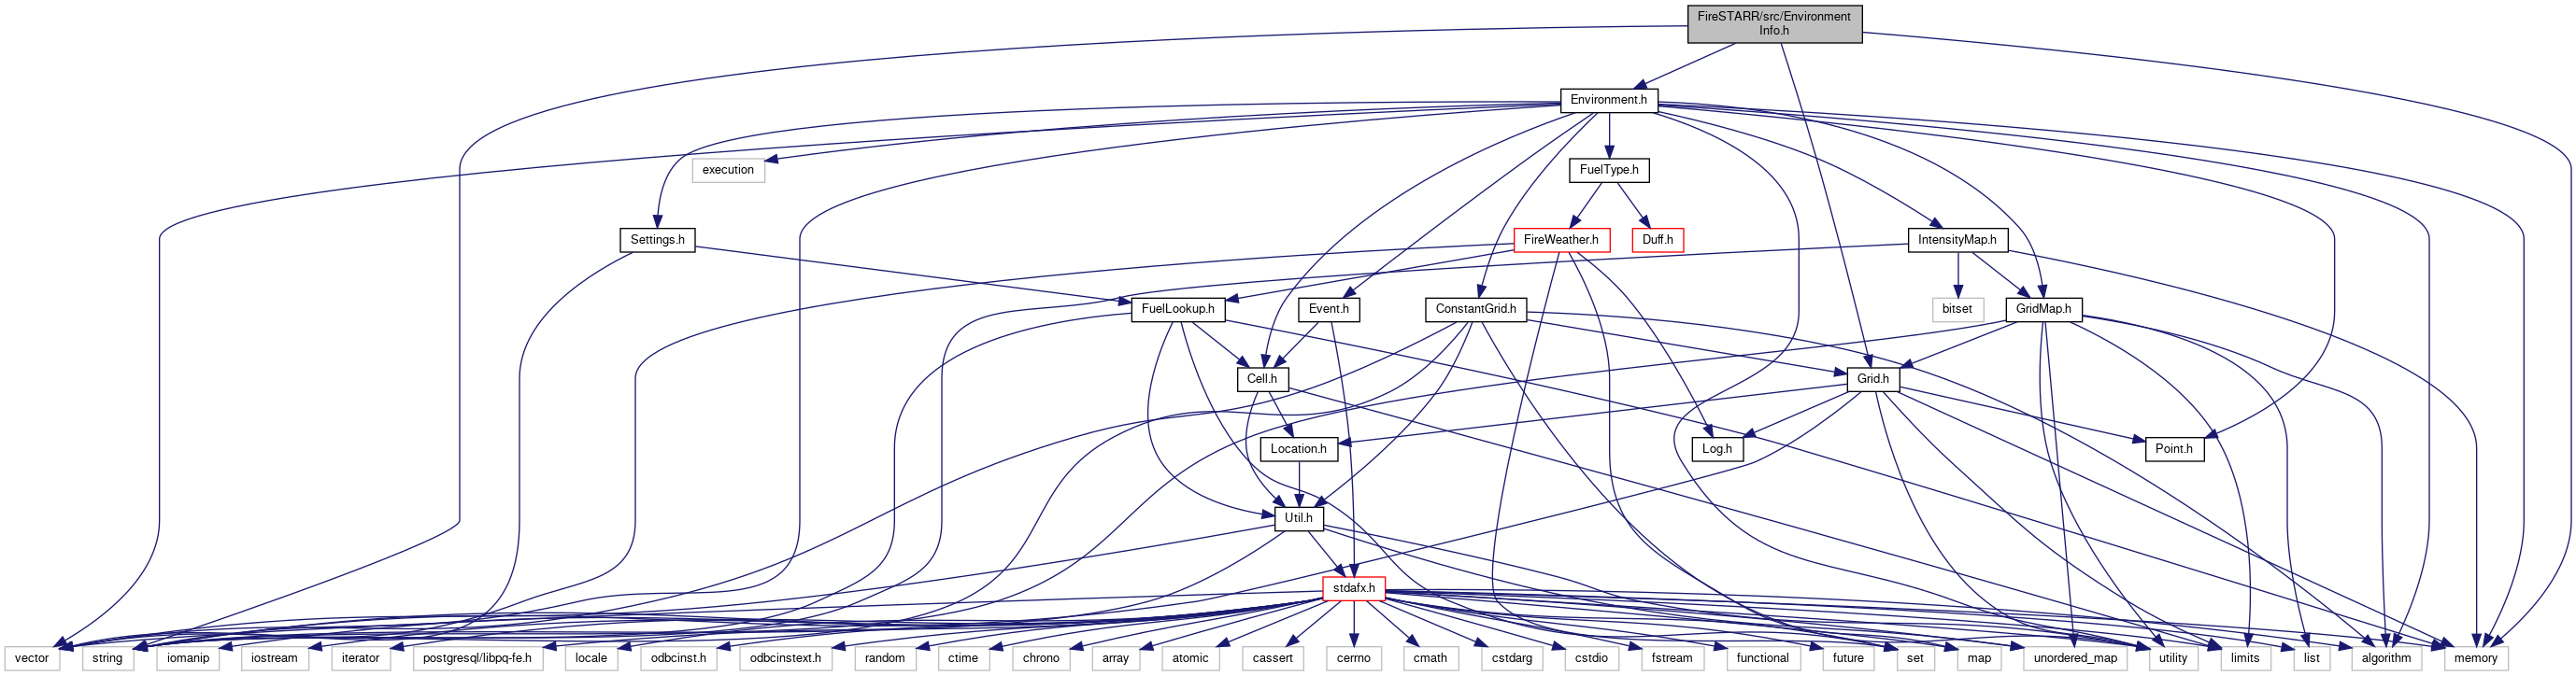 FireSTARR/src/Environment
Info.h
Environment.h
execution
FuelType.h
Settings.h
FireWeather.h
Duff.h
IntensityMap.h
FuelLookup.h
Event.h
ConstantGrid.h
bitset
GridMap.h
Cell.h
Grid.h
Location.h
Log.h
Point.h
Util.h
stdafx.h
vector
string
iomanip
iostream
iterator
postgresql/libpq-fe.h
locale
odbcinst.h
odbcinstext.h
random
ctime
chrono
array
atomic
cassert
cerrno
cmath
cstdarg
cstdio
fstream
functional
future
set
map
unordered_map
utility
limits
list
algorithm
memory